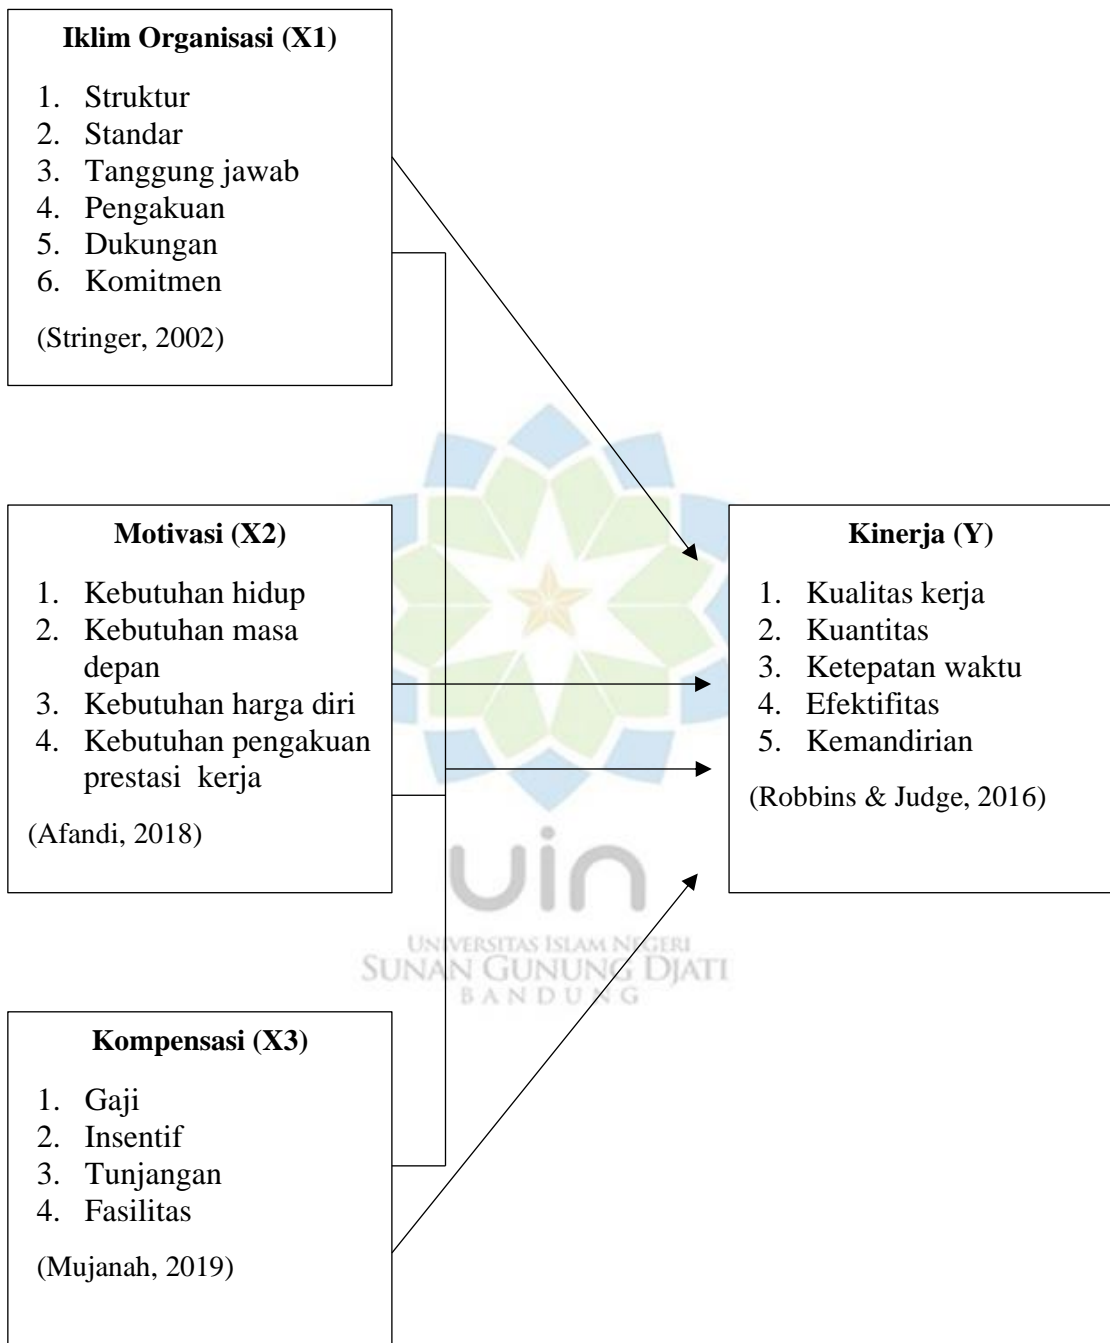 Iklim Organisasi (X1)
1. Struktur
2. Standar
3. Tanggung jawab
4. Pengakuan
5. Dukungan
6. Komitmen
(Stringer, 2002)
Motivasi (X2)
1. Kebutuhan hidup
2. Kebutuhan masa
depan
3. Kebutuhan harga diri
4. Kebutuhan pengakuan
prestasi kerja
(Afandi, 2018)
Kinerja (Y)
1. Kualitas kerja
2. Kuantitas
3. Ketepatan waktu
4. Efektifitas
5. Kemandirian
(Robbins & Judge, 2016)
uin
UNIVERSITAS ISLAM NEGERI
SUNAN GUNUNG DJATI
BANDUNG
Kompensasi (X3)
1. Gaji
2. Insentif
3. Tunjangan
4. Fasilitas
(Mujanah, 2019)